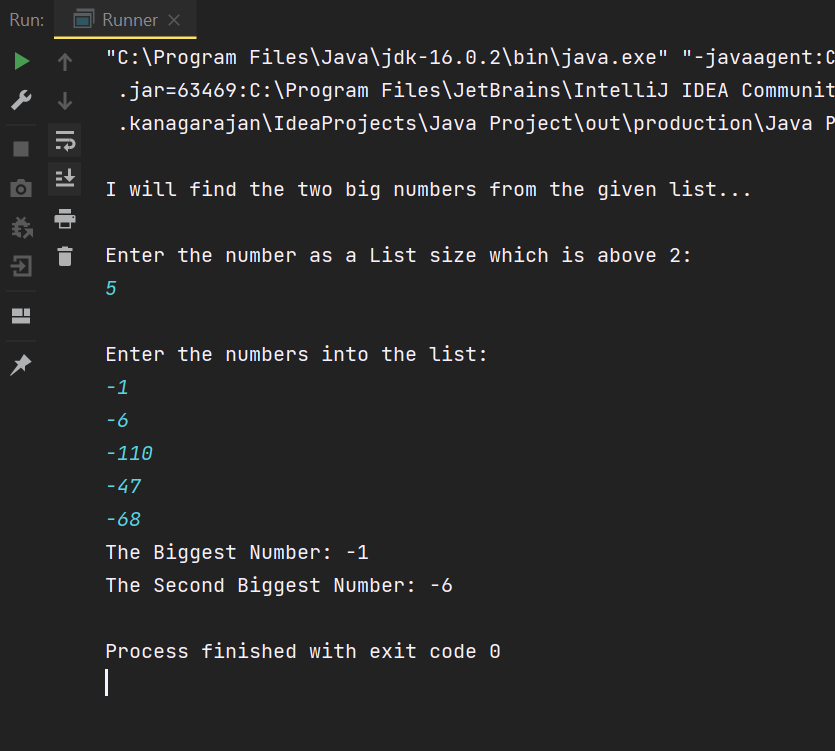 Run: Runner
"C:\Program Files\Java\jdk-16.0.2\bin\java.exe" "-javaagent:C
.jar=63469:C:\Program Files\JetBrains\IntelliJ IDEA Communit
.kanagarajan\IdeaProjects\Java Project\out\production\Java P
I will find the two big numbers from the given list...
Enter the number as a List size which is above 2:
5
Enter the numbers into the list:
-1
-6
-110
-47
-68
The Biggest Number: -1
The Second Biggest Number: -6
Process finished with exit code 0